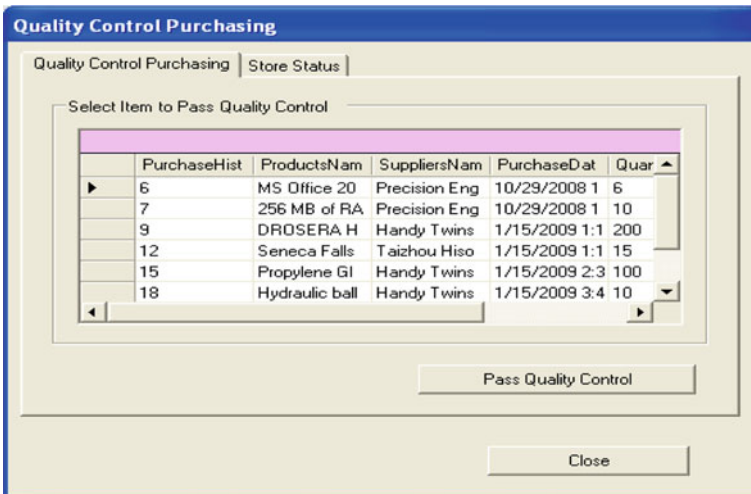 Quality Control Purchasing
Quality Control Purchasing Store Status
Select Item to Pass Quality Control
PurchaseHist ProductsNam SuppliersNam PurchaseDat Quar
6 MS Office 20 Precision Eng 10/29/2008 1 6
7 256 MB of RA Precision Eng 10/29/2008 1 10
9 DROSERA H Handy Twins 1/15/2009 1:1 200
12 Seneca Falls Taizhou Hiso 1/15/2009 1:1 15
15 Propylene Gl Handy Twins 1/15/2009 2:3 100
18 Hydraulic ball Handy Twins 1/15/2009 3:4 10
Pass Quality Control
Close